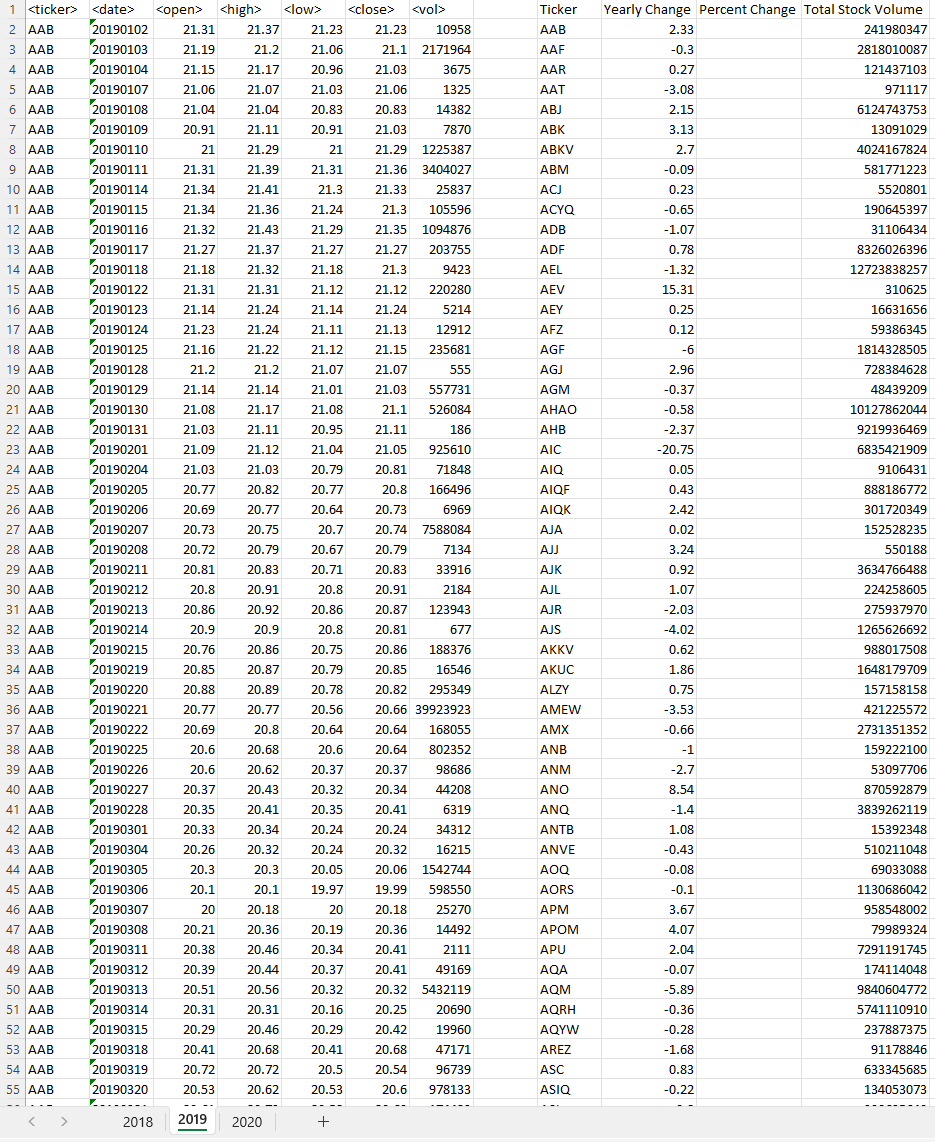 1 <ticker> <date> <open> <high> <low> <close> <vol> Ticker Yearly Change Percent Change Total Stock Volume
2 AAB 20190102 21.31 21.37 21.23 21.23 10958 AAB 2.33 241980347
3 AAB 20190103 21.19 21.2 21.06 21.1 2171964 AAF -0.3 2818010087
4 AAB 20190104 21.15 21.17 20.96 21.03 3675 AAR 0.27 121437103
5 AAB 20190107 21.06 21.07 21.03 21.06 1325 AAT -3.08 971117
6 AAB 20190108 21.04 21.04 20.83 20.83 14382 ABJ 2.15 6124743753
7 AAB 20190109 20.91 21.11 20.91 21.03 7870 ABK 3.13 13091029
8 AAB 20190110 21 21.29 21 21.29 1225387 ABKV 2.7 4024167824
9 AAB 20190111 21.31 21.39 21.31 21.36 3404027 ABM -0.09 581771223
10 AAB 20190114 21.34 21.41 21.3 21.33 25837 ACJ 0.23 5520801
11 AAB 20190115 21.34 21.36 21.24 21.3 105596 ACYQ -0.65 190645397
12 AAB 20190116 21.32 21.43 21.29 21.35 1094876 ADB -1.07 31106434
13 AAB 20190117 21.27 21.37 21.27 21.27 203755 ADF 0.78 8326026396
14 AAB 20190118 21.18 21.32 21.18 21.3 9423 AEL -1.32 12723838257
15 AAB 20190122 21.31 21.31 21.12 21.12 220280 AEV 15.31 310625
16 AAB 20190123 21.14 21.24 21.14 21.24 5214 AEY 0.25 16631656
17 AAB 20190124 21.23 21.24 21.11 21.13 12912 AFZ 0.12 59386345
18 AAB 20190125 21.16 21.22 21.12 21.15 235681 AGF -6 1814328505
19 AAB 20190128 21.2 21.2 21.07 21.07 555 AGJ 2.96 728384628
20 AAB 20190129 21.14 21.14 21.01 21.03 557731 AGM -0.37 48439209
21 AAB 20190130 21.08 21.17 21.08 21.1 526084 AHAO -0.58 10127862044
22 AAB 20190131 21.03 21.11 20.95 21.11 186 AHB -2.37 9219936469
23 AAB 20190201 21.09 21.12 21.04 21.05 925610 AIC -20.75 6835421909
24 AAB 20190204 21.03 21.03 20.79 20.81 71848 AIQ 0.05 9106431
25 AAB 20190205 20.77 20.82 20.77 20.8 166496 AIQF 0.43 888186772
26 AAB 20190206 20.69 20.77 20.64 20.73 6969 AIQK 2.42 301720349
27 AAB 20190207 20.73 20.75 20.7 20.74 7588084 AJA 0.02 152528235
28 AAB 20190208 20.72 20.79 20.67 20.79 7134 AJJ 3.24 550188
29 AAB 20190211 20.81 20.83 20.71 20.83 33916 AJK 0.92 3634766488
30 AAB 20190212 20.8 20.91 20.8 20.91 2184 AJL 1.07 224258605
31 AAB 20190213 20.86 20.92 20.86 20.87 123943 AJR -2.03 275937970
32 AAB 20190214 20.9 20.9 20.8 20.81 677 AJS -4.02 1265626692
33 AAB 20190215 20.76 20.86 20.75 20.86 188376 AKKV 0.62 988017508
34 AAB 20190219 20.85 20.87 20.79 20.85 16546 AKUC 1.86 1648179709
35 AAB 20190220 20.88 20.89 20.78 20.82 295349 ALZY 0.75 157158158
36 AAB 20190221 20.77 20.77 20.56 20.66 39923923 AMEW -3.53 421225572
37 AAB 20190222 20.69 20.8 20.64 20.64 168055 AMX -0.66 2731351352
38 AAB 20190225 20.6 20.68 20.6 20.64 802352 ANB -1 159222100
39 AAB 20190226 20.6 20.62 20.37 20.37 98686 ANM -2.7 53097706
40 AAB 20190227 20.37 20.43 20.32 20.34 44208 ANO 8.54 870592879
41 AAB 20190228 20.35 20.41 20.35 20.41 6319 ANQ -1.4 3839262119
42 AAB 20190301 20.33 20.34 20.24 20.24 34312 ANTB 1.08 15392348
43 AAB 20190304 20.26 20.32 20.24 20.32 16215 ANVE -0.43 510211048
44 AAB 20190305 20.3 20.3 20.05 20.06 1542744 AOQ -0.08 69033088
45 AAB 20190306 20.1 20.1 19.97 19.99 598550 AORS -0.1 1130686042
46 AAB 20190307 20 20.18 20 20.18 25270 APM 3.67 958548002
47 AAB 20190308 20.21 20.36 20.19 20.36 14492 APOM 4.07 79989324
48 AAB 20190311 20.38 20.46 20.34 20.41 2111 APU 2.04 7291191745
49 AAB 20190312 20.39 20.44 20.37 20.41 49169 AQA -0.07 174114048
50 AAB 20190313 20.51 20.56 20.32 20.32 5432119 AQM -5.89 9840604772
51 AAB 20190314 20.31 20.31 20.16 20.25 20690 AQRH -0.36 5741110910
52 AAB 20190315 20.29 20.46 20.29 20.42 19960 AQYW -0.28 237887375
53 AAB 20190318 20.41 20.68 20.41 20.68 47171 AREZ -1.68 91178846
54 AAB 20190319 20.72 20.72 20.5 20.54 96739 ASC 0.83 633345685
55 AAB 20190320 20.53 20.62 20.53 20.6 978133 ASIQ -0.22 134053073
2018 2019 2020